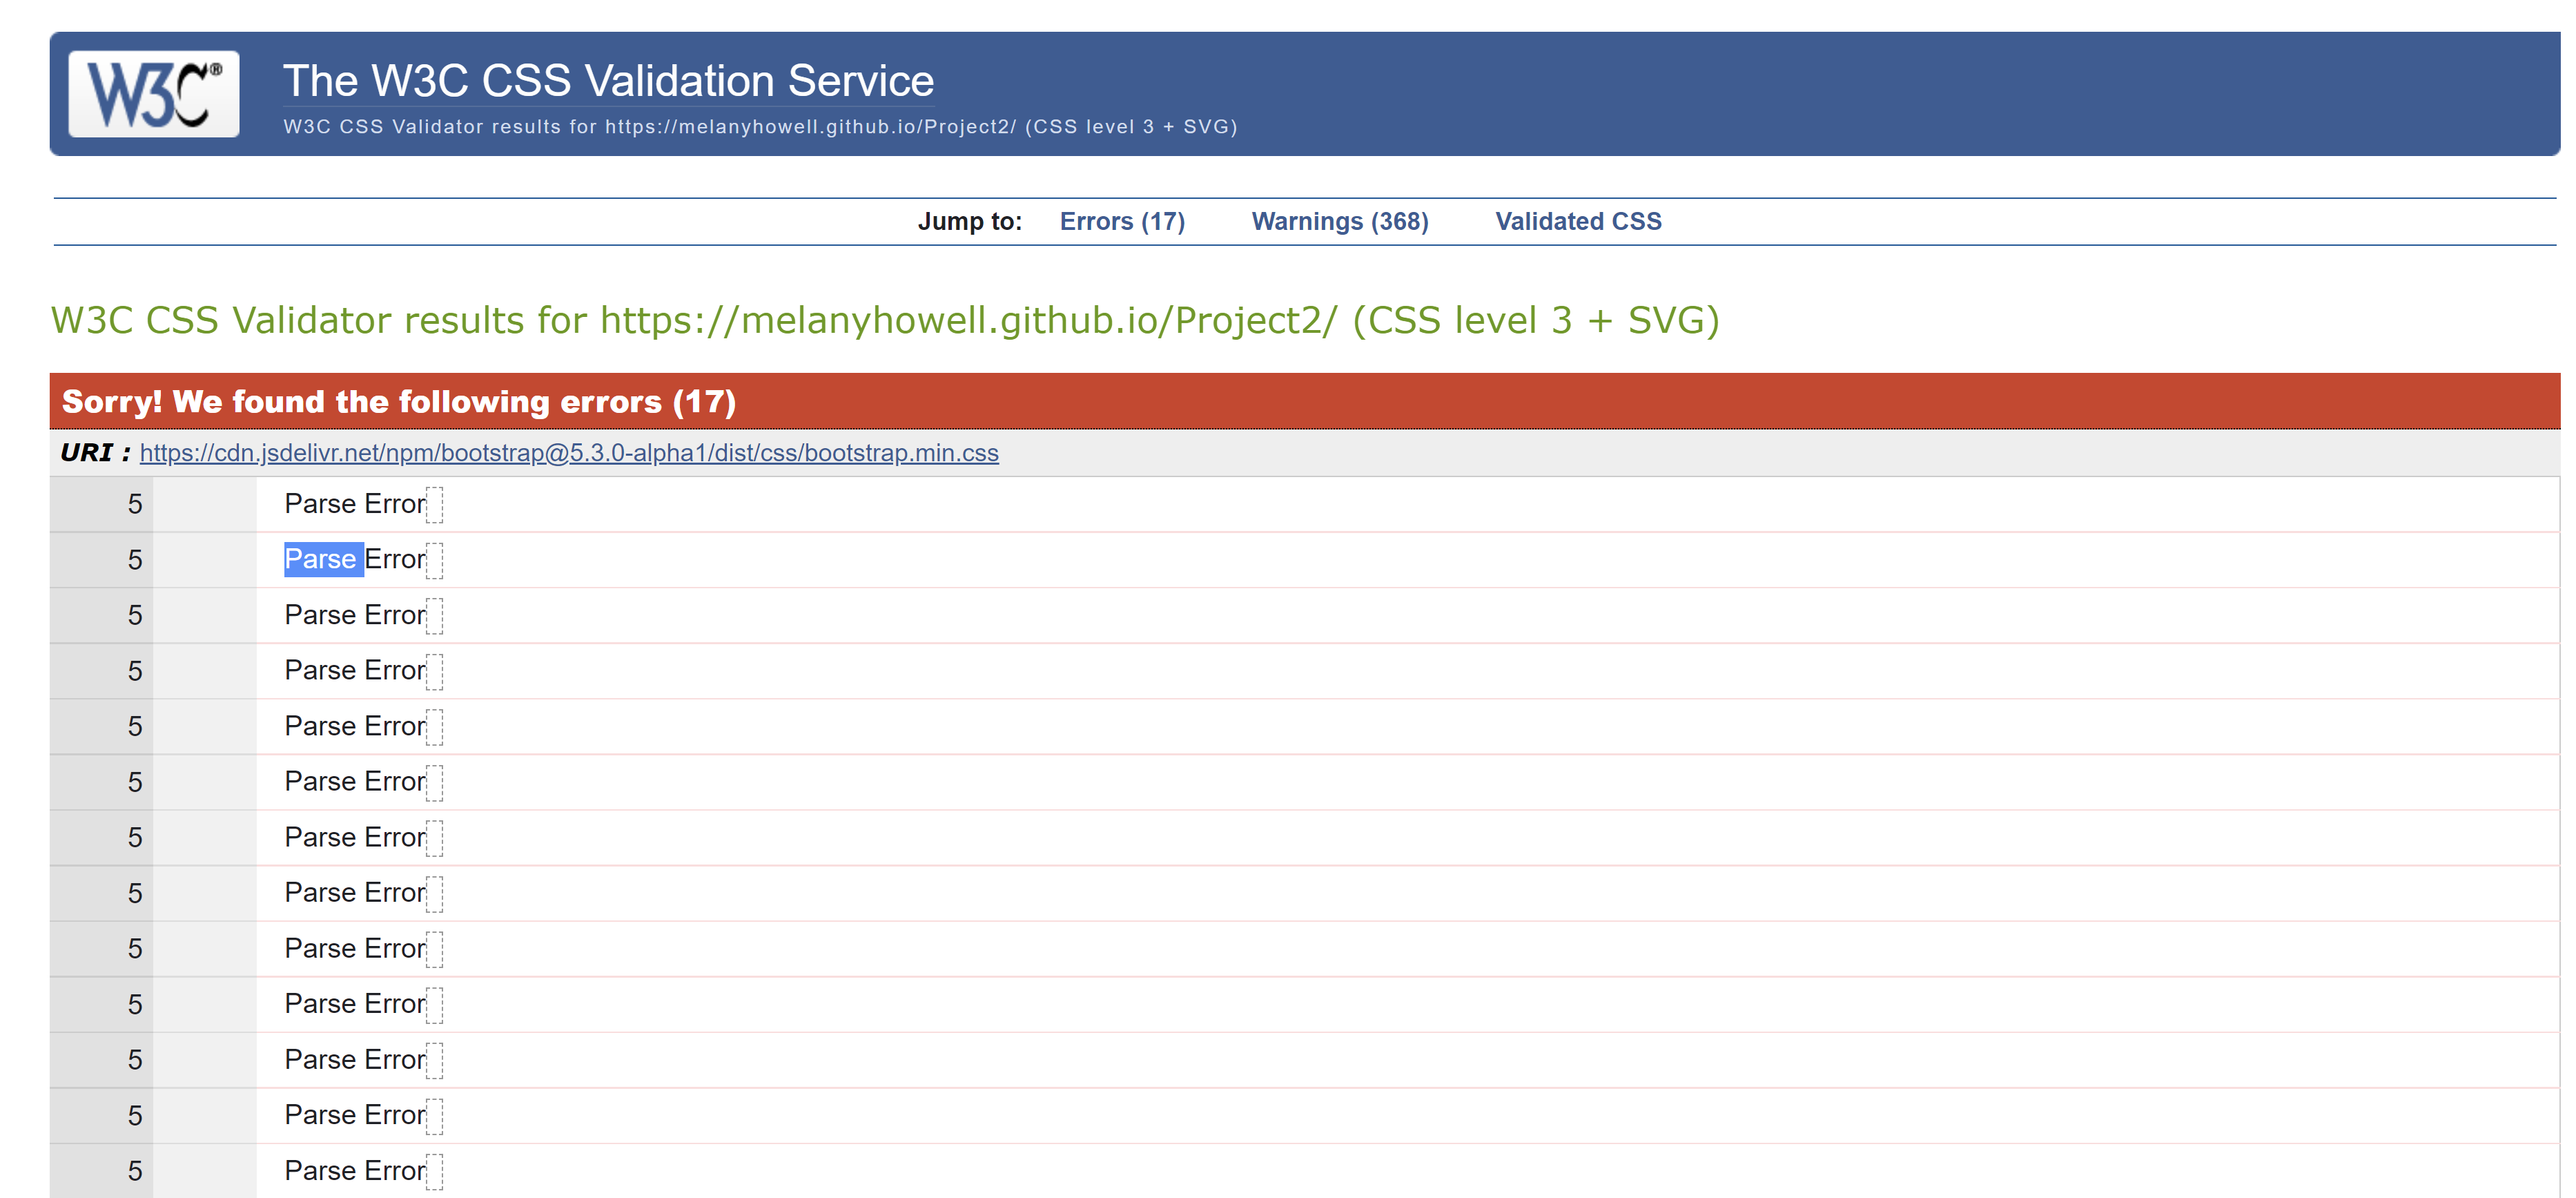 W3C®
The W3C CSS Validation Service
W3C CSS Validator results for https://melanyhowell.github.io/Project2/ (CSS level 3 + SVG)
Jump to: Errors (17) Warnings (368) Validated CSS
W3C CSS Validator results for https://melanyhowell.github.io/Project2/ (CSS level 3 + SVG)
Sorry! We found the following errors (17)
URI : https://cdn.jsdelivr.net/npm/bootstrap@5.3.0-alpha1/dist/css/bootstrap.min.css
5 Parse Error
5 Parse Error
5 Parse Error
5 Parse Error
5 Parse Error
5 Parse Error
5 Parse Error
5 Parse Error
5 Parse Error
5 Parse Error
5 Parse Error
5 Parse Error
5 Parse Error